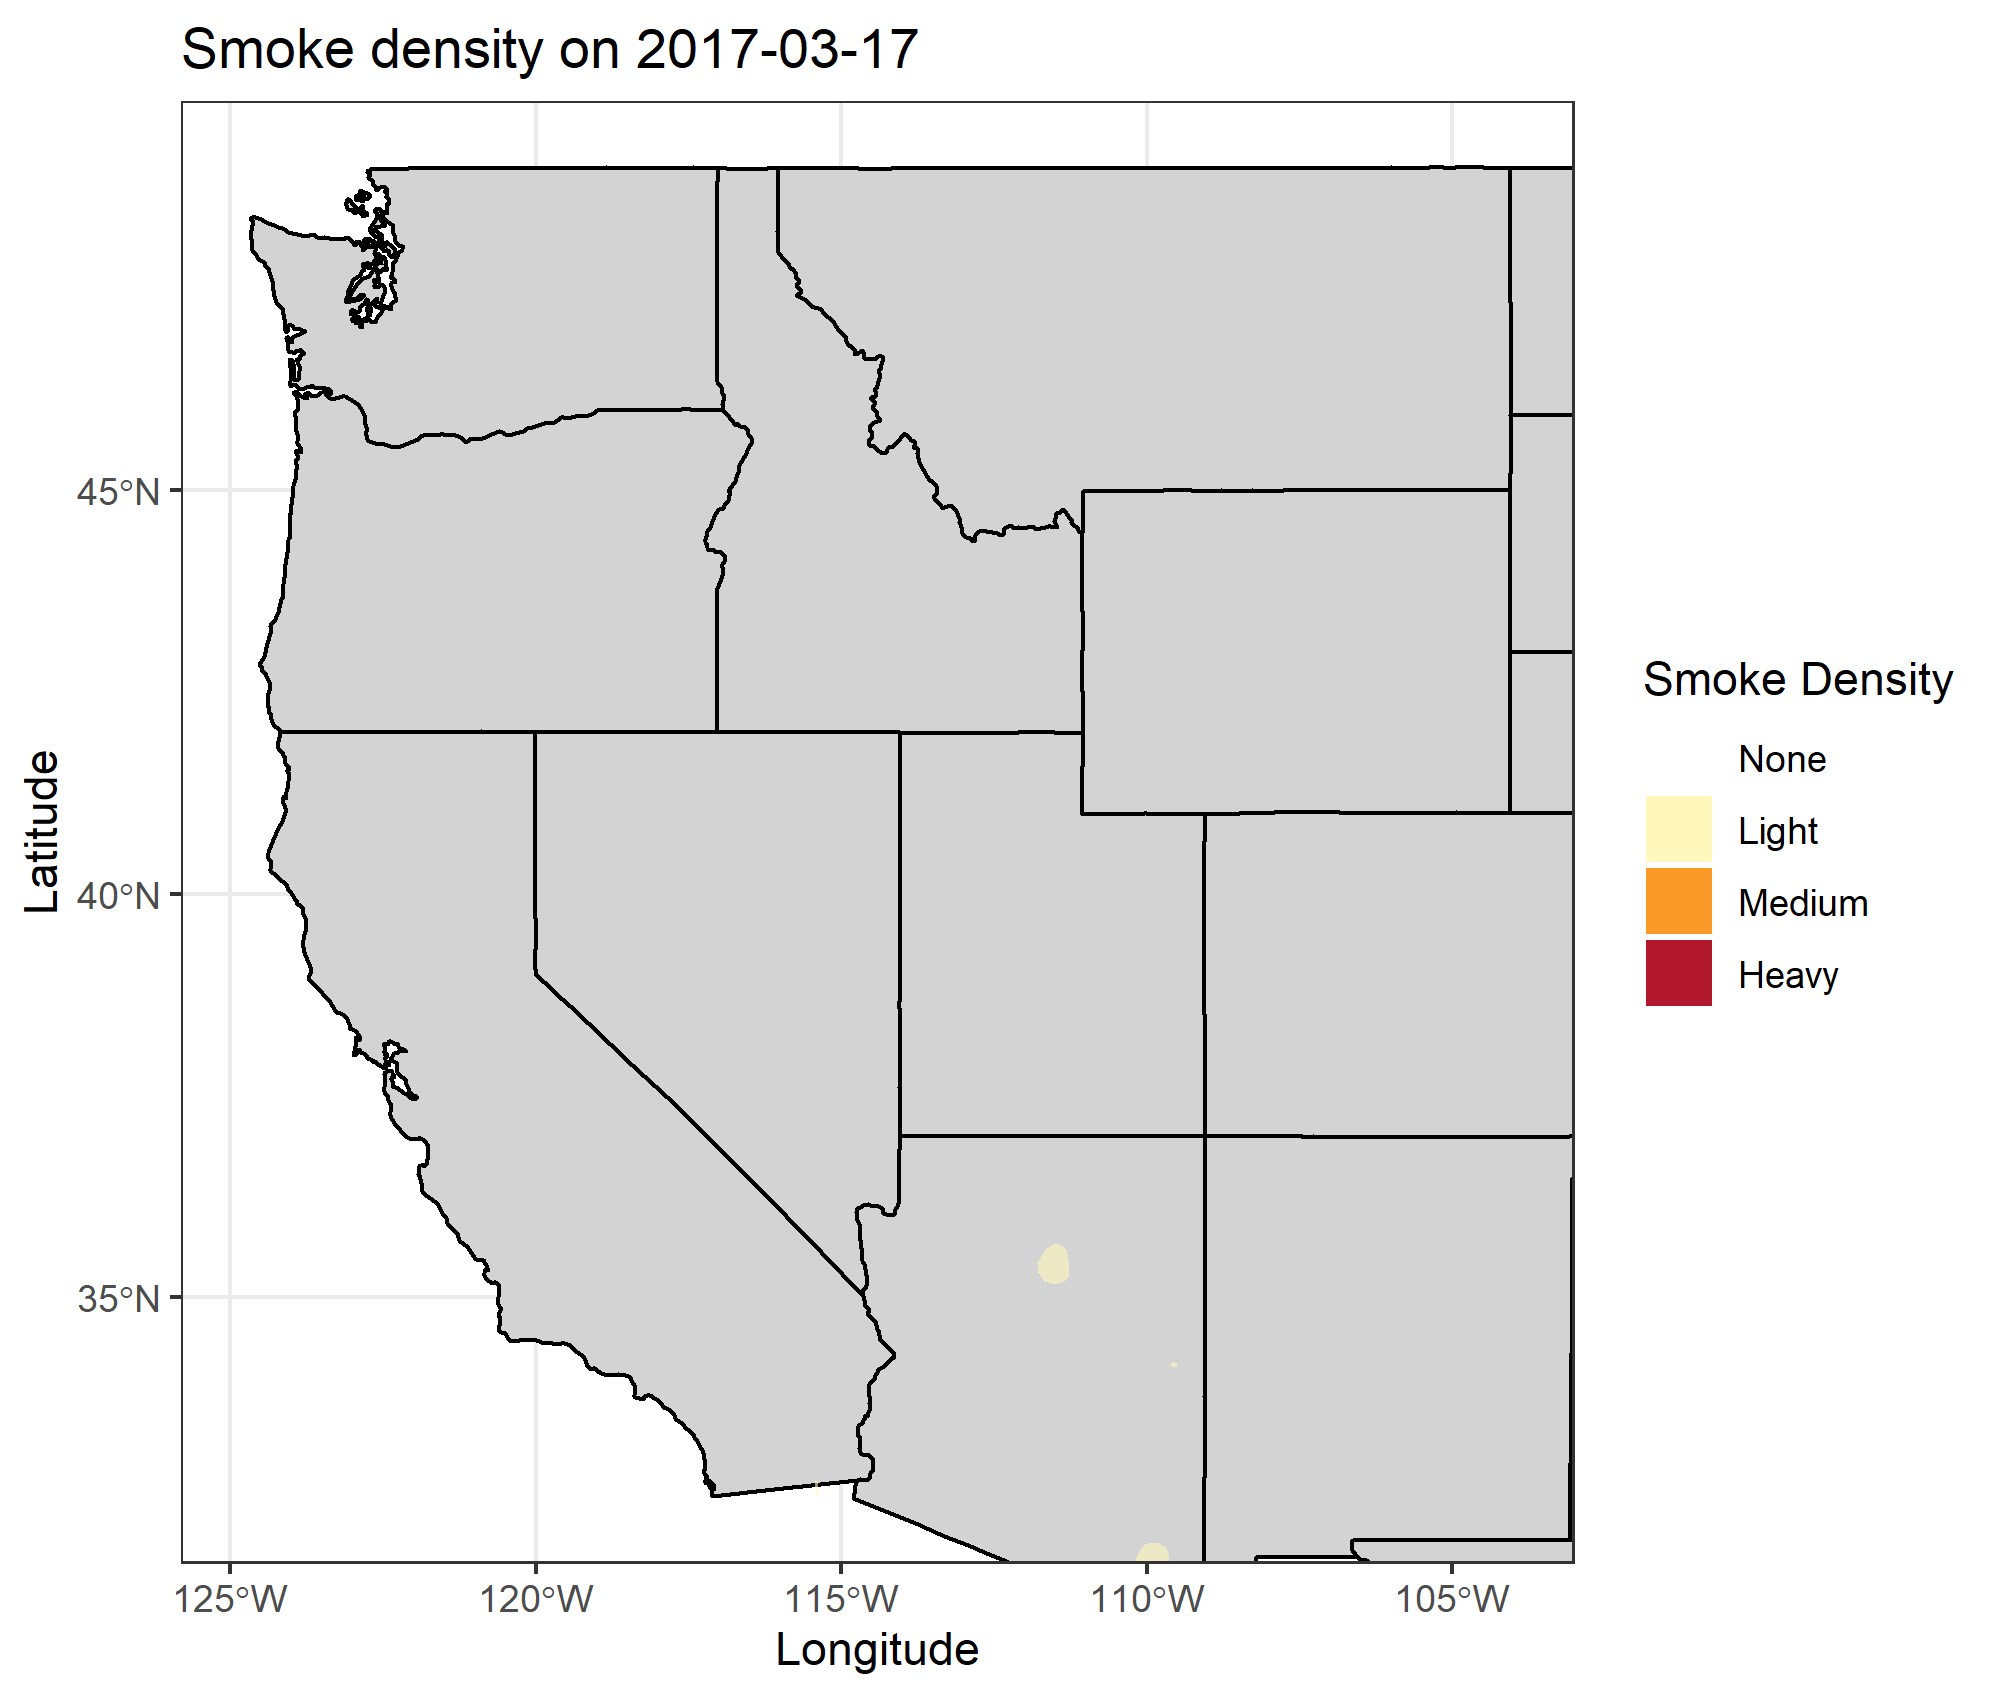 Smoke density on 2017-03-17
45°N
40°N
35°N
125°W
120°W
115°W
110°W
105°W
Longitude
Latitude
Smoke Density
None
Light
Medium
Heavy